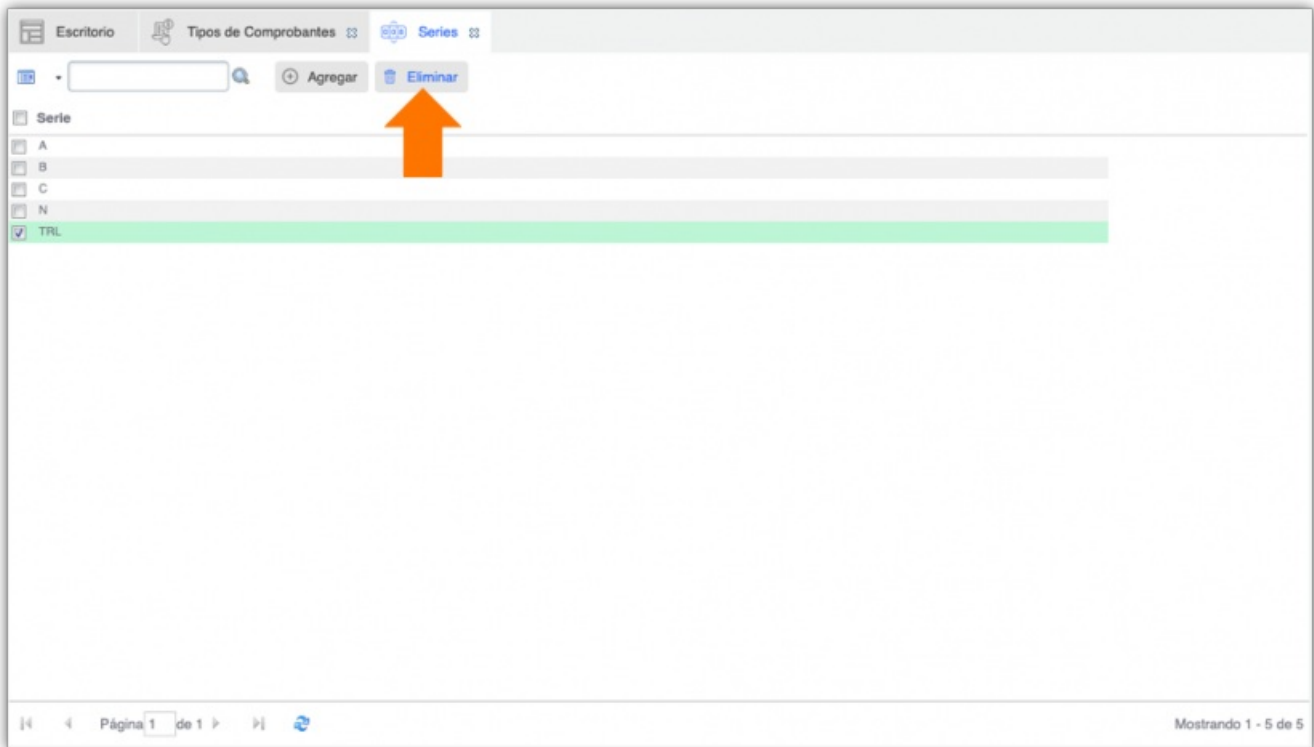 Escritorio Tipos de Comprobantes Series
Agregar Eliminar
Serie
A
B
C
N
TRL
Página 1 de 1 Mostrando 1 - 5 de 5